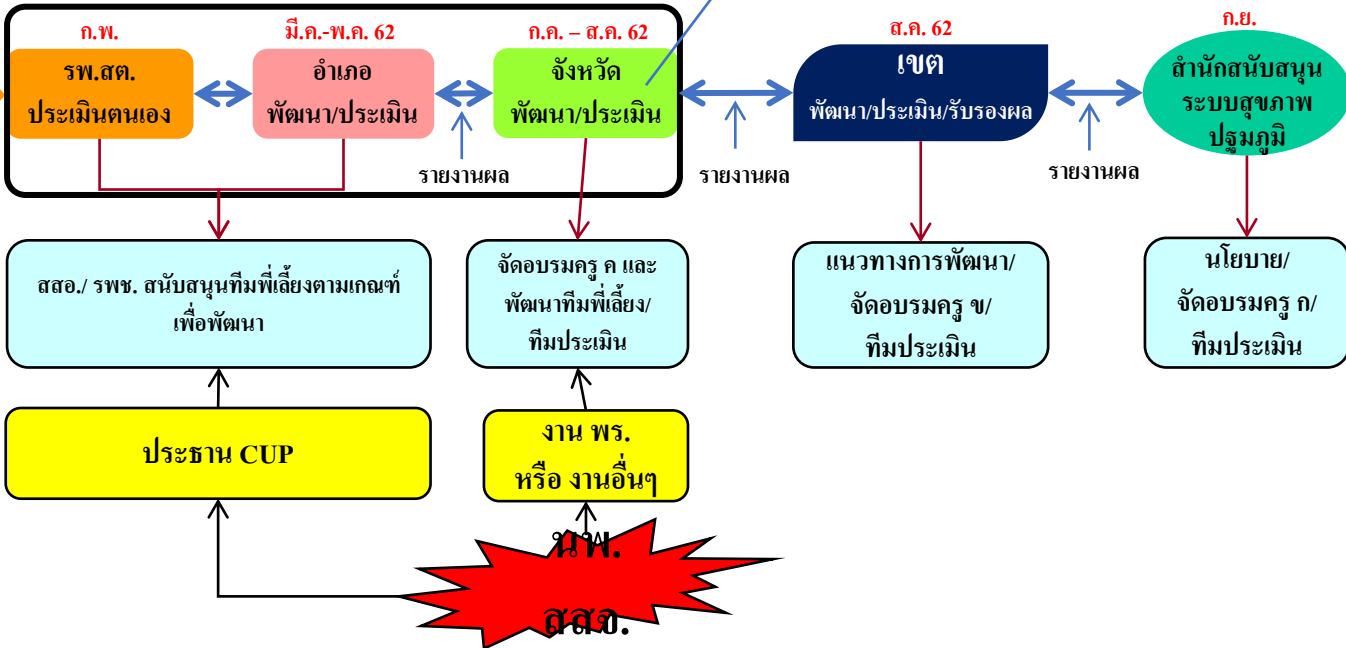 ก.พ.
มี.ค.-พ.ค. 62
ก.ค. – ส.ค. 62
ส.ค. 62
ก.ย.
รพ.สต.
ประเมินตนเอง
อำเภอ
พัฒนา/ประเมิน
จังหวัด
พัฒนา/ประเมิน
เขต
พัฒนา/ประเมิน/รับรองผล
สำนักสนับสนุน
ระบบสุขภาพ
ปฐมภูมิ
รายงานผล
รายงานผล
รายงานผล
สสอ./ รพช. สนับสนุนทีมพี่เลี้ยงตามเกณฑ์
เพื่อพัฒนา
จัดอบรมครู ค และ
พัฒนาทีมพี่เลี้ยง/
ทีมประเมิน
แนวทางการพัฒนา/
จัดอบรมครู ข/
ทีมประเมิน
นโยบาย/
จัดอบรมครู ก/
ทีมประเมิน
ประธาน CUP
งาน พร.
หรือ งานอื่นๆ
นพ.
สสจ.